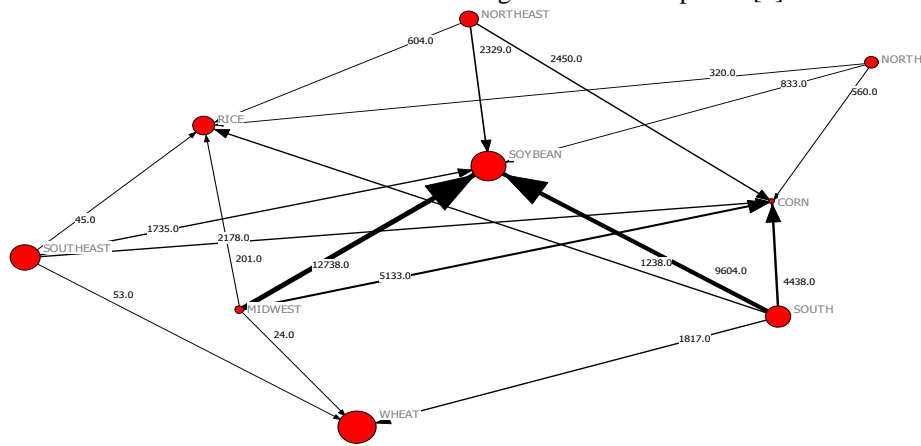 NORTHEAST
604.0
2329.0
2450.0
NORTH
320.0
833.0
560.0
RICE
SOYBEAN
CORN
45.0
1735.0
2178.0
SOUTHEAST
201.0
12738.0
5133.0
1238.0
9604.0
4438.0
53.0
MIDWEST
SOUTH
24.0
1817.0
WHEAT